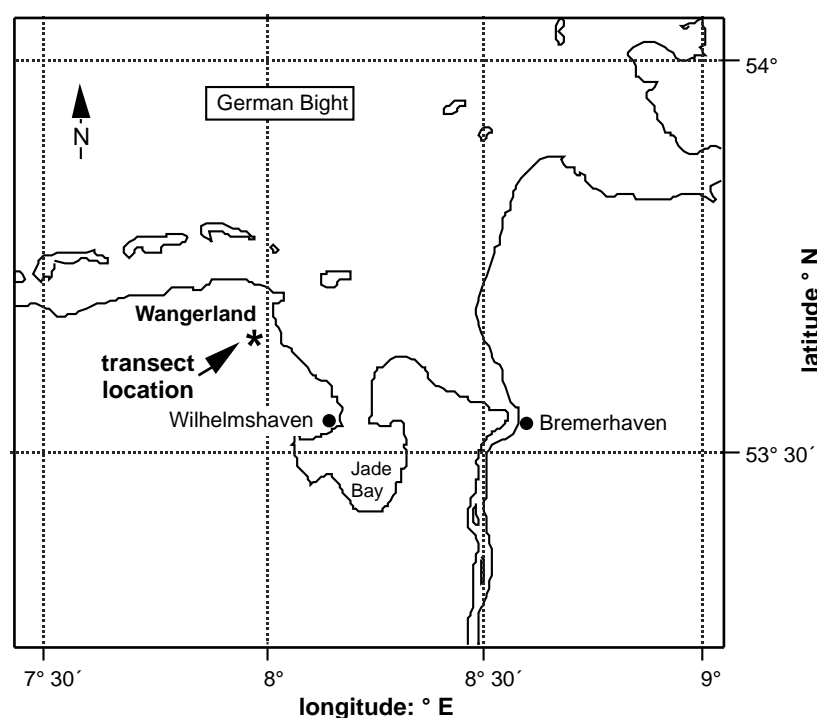 54°
German Bight
N
latitude ° N
Wangerland
*
transect
location
Wilhelmshaven
Bremerhaven
53° 30´
Jade
Bay
7° 30´
8°
8° 30´
9°
longitude: ° E